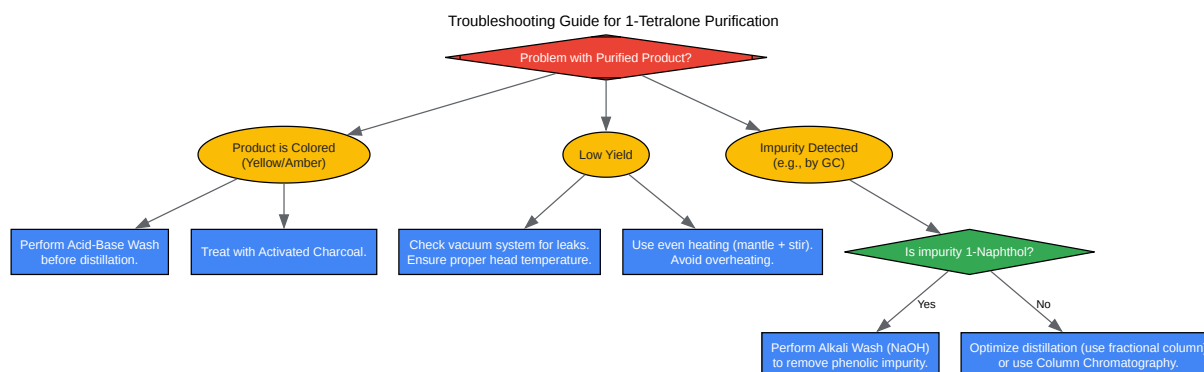 Troubleshooting Guide for 1-Tetralone Purification
Problem with Purified Product?
Product is Colored
(Yellow/Amber)
Low Yield
Impurity Detected
(e.g., by GC)
Perform Acid-Base Wash
before distillation.
Treat with Activated Charcoal.
Check vacuum system for leaks.
Ensure proper head temperature.
Use even heating (mantle + stir).
Avoid overheating.
Is impurity 1-Naphthol?
Yes
No
Perform Alkali Wash (NaOH)
to remove phenolic impurity.
Optimize distillation (use fractional column)
or use Column Chromatography.